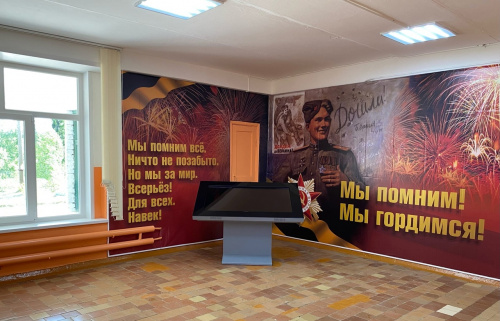 Мы помним всё,
Ничто не позабыто.
Но мы за мир.
Всерьёз!
Для всех.
Навек!
Дошли!
Мы помним!
Мы гордимся!